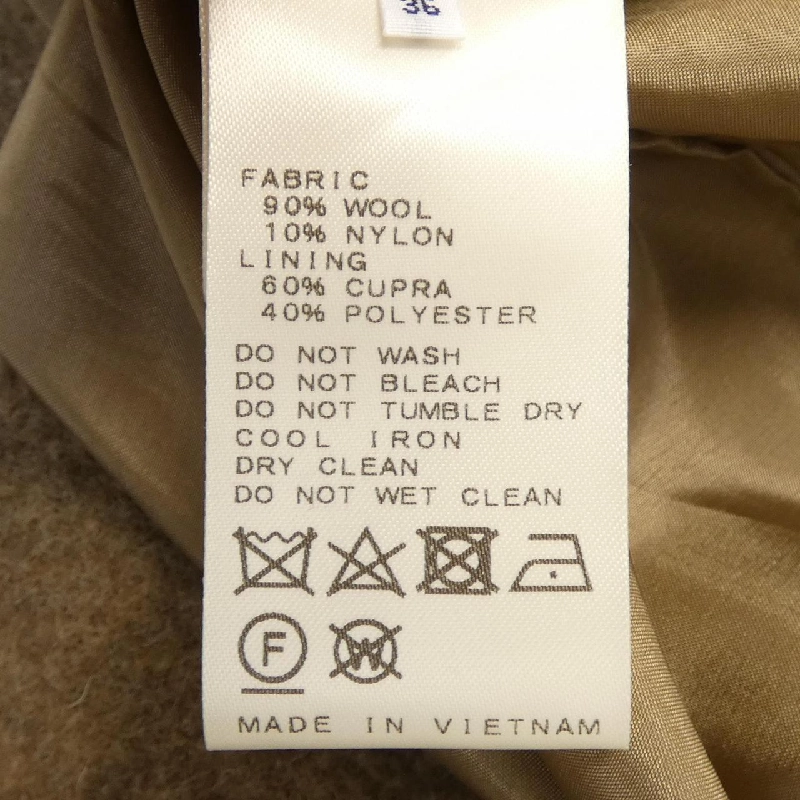 36
FABRIC
90% WOOL
10% NYLON
LINING
60% CUPRA
40% POLYESTER
DO NOT WASH
DO NOT BLEACH
DO NOT TUMBLE DRY
COOL IRON
DRY CLEAN
DO NOT WET CLEAN
F W
MADE IN VIETNAM